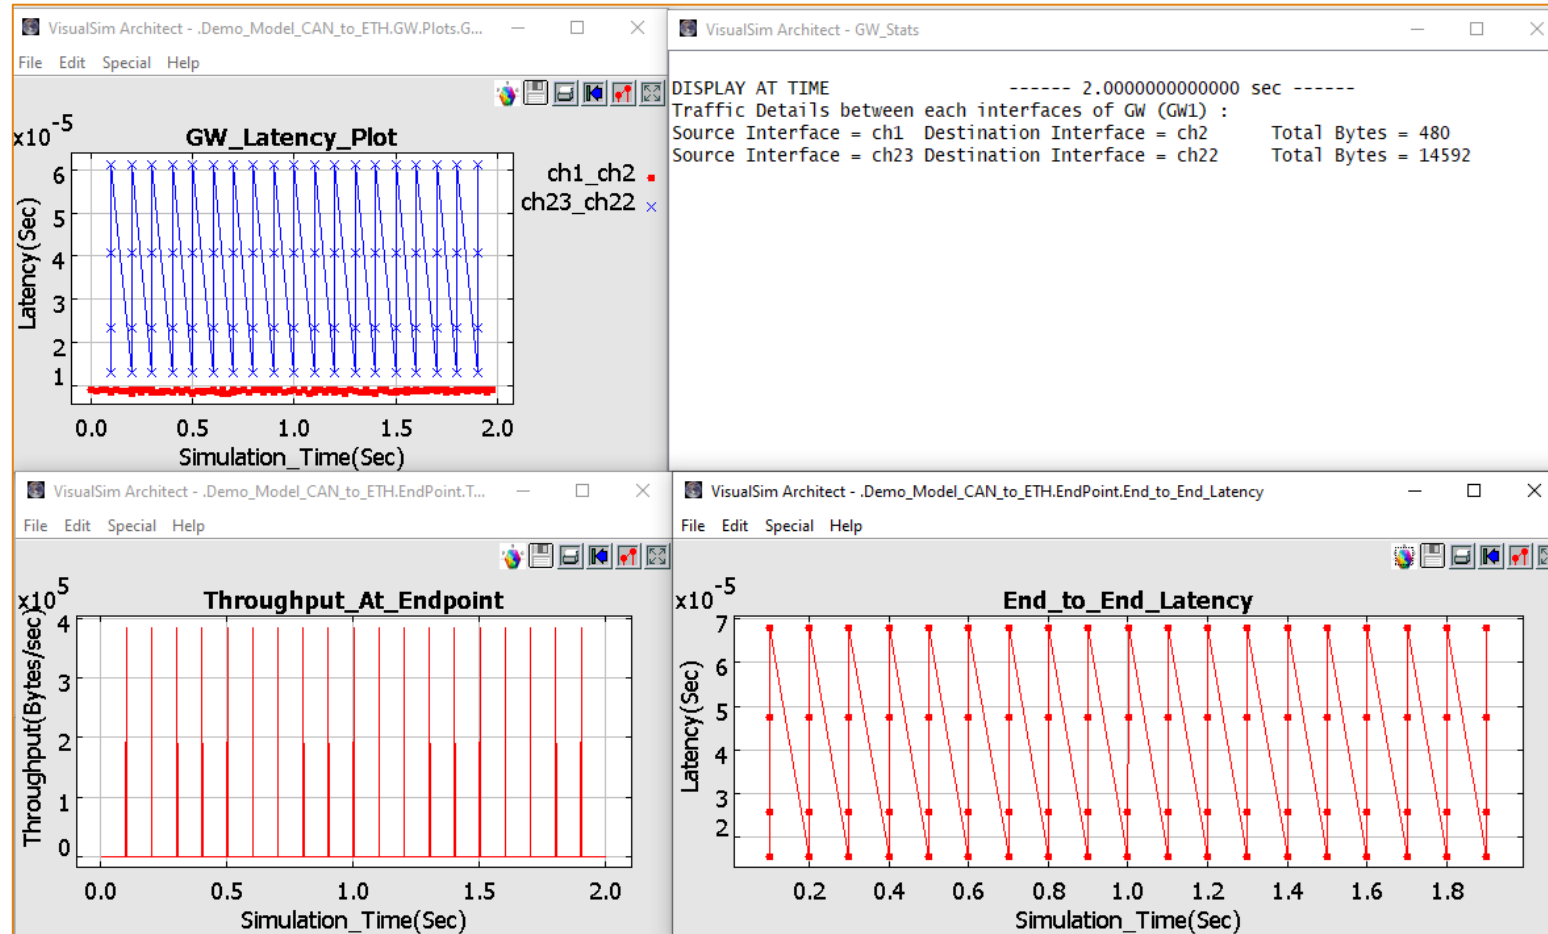 VisualSim Architect - .Demo_Model_CAN_to_ETH.GW.Plots.G...
File Edit Special Help
x10^-5
GW_Latency_Plot
ch1_ch2
ch23_ch22
Latency(Sec)
6
5
4
3
2
1
0.0 0.5 1.0 1.5 2.0
Simulation_Time(Sec)
VisualSim Architect - GW_Stats
DISPLAY AT TIME ------ 2.0000000000000 sec ------
Traffic Details between each interfaces of GW (GW1) :
Source Interface = ch1 Destination Interface = ch2 Total Bytes = 480
Source Interface = ch23 Destination Interface = ch22 Total Bytes = 14592
VisualSim Architect - .Demo_Model_CAN_to_ETH.EndPoint.T...
File Edit Special Help
x10^5
Throughput_At_Endpoint
Throughput(Bytes/sec)
4
3
2
1
0
0.0 0.5 1.0 1.5 2.0
Simulation_Time(Sec)
VisualSim Architect - .Demo_Model_CAN_to_ETH.EndPoint.End_to_End_Latency
File Edit Special Help
x10^-5
End_to_End_Latency
Latency(Sec)
7
6
5
4
3
2
0.2 0.4 0.6 0.8 1.0 1.2 1.4 1.6 1.8
Simulation_Time(Sec)